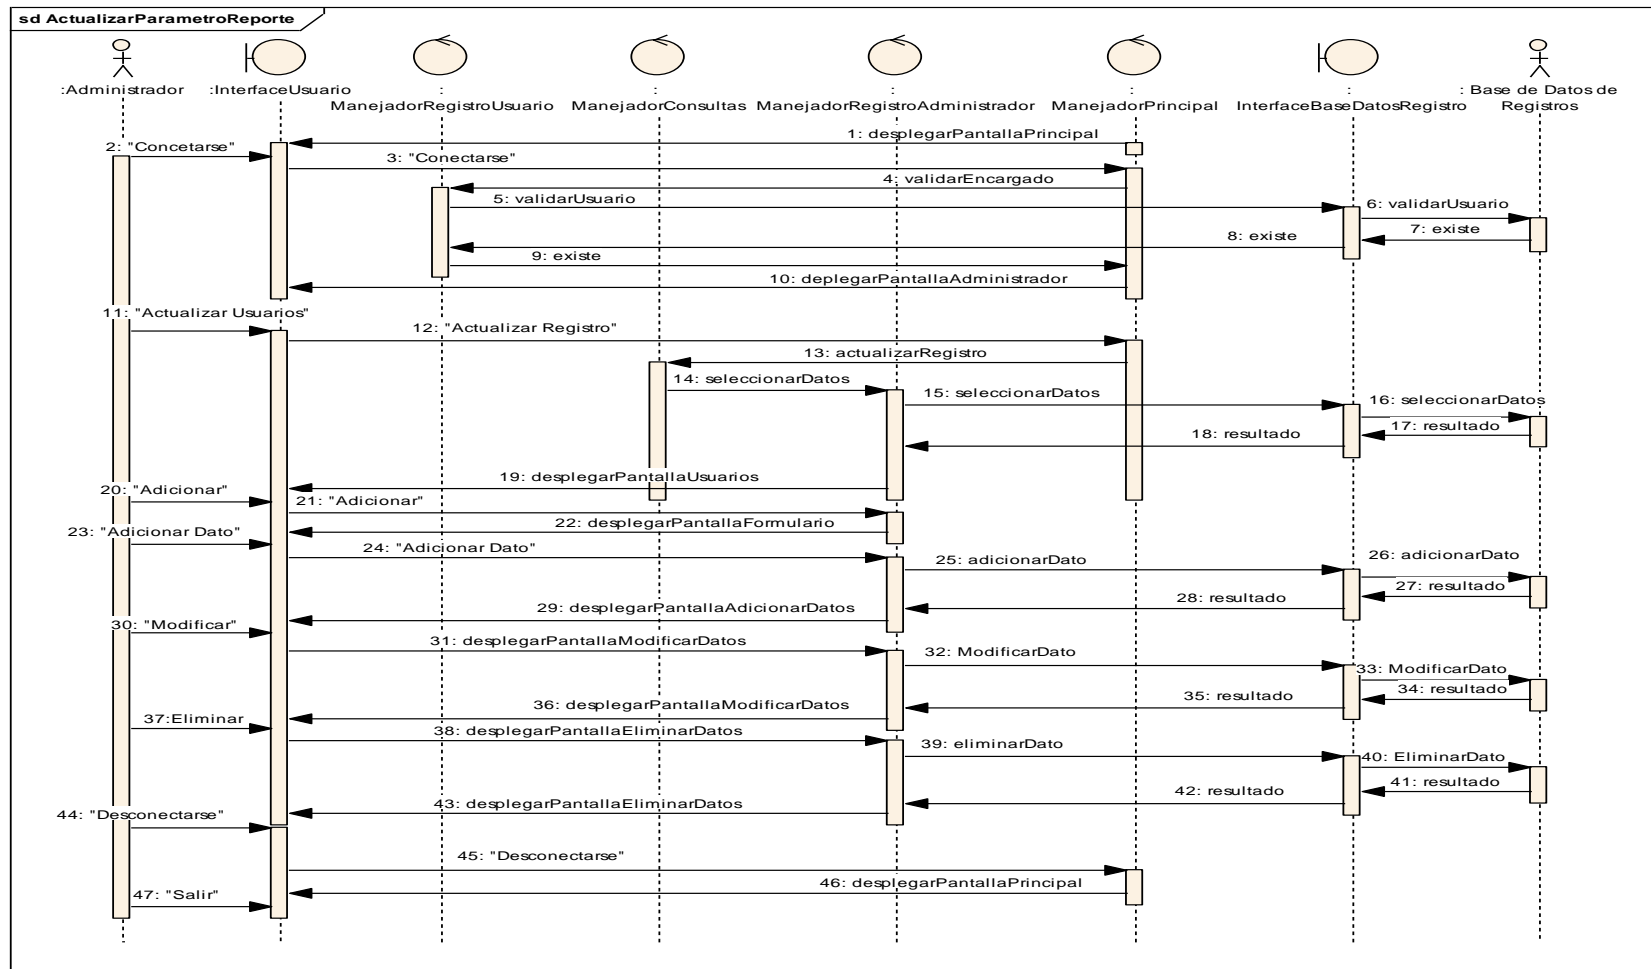 sd ActualizarParametroReporte
:Administrador
:InterfaceUsuario
:
ManejadorRegistroUsuario
:
ManejadorConsultas
:
ManejadorRegistroAdministrador
:
ManejadorPrincipal
:
InterfaceBaseDatosRegistro
: Base de Datos de
Registros
1: desplegarPantallaPrincipal
2: "Concetarse"
3: "Conectarse"
4: validarEncargado
5: validarUsuario
6: validarUsuario
7: existe
8: existe
9: existe
10: deplegarPantallaAdministrador
11: "Actualizar Usuarios"
12: "Actualizar Registro"
13: actualizarRegistro
14: seleccionarDatos
15: seleccionarDatos
16: seleccionarDatos
17: resultado
18: resultado
19: desplegarPantallaUsuarios
20: "Adicionar"
21: "Adicionar"
22: desplegarPantallaFormulario
23: "Adicionar Dato"
24: "Adicionar Dato"
25: adicionarDato
26: adicionarDato
27: resultado
28: resultado
29: desplegarPantallaAdicionarDatos
30: "Modificar"
31: desplegarPantallaModificarDatos
32: ModificarDato
33: ModificarDato
34: resultado
35: resultado
36: desplegarPantallaModificarDatos
37:Eliminar
38: desplegarPantallaEliminarDatos
39: eliminarDato
40: EliminarDato
41: resultado
42: resultado
43: desplegarPantallaEliminarDatos
44: "Desconectarse"
45: "Desconectarse"
46: desplegarPantallaPrincipal
47: "Salir"